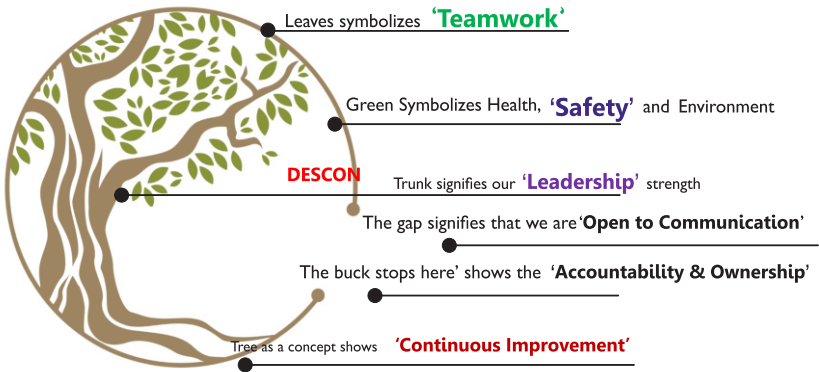 Leaves symbolizes ‘Teamwork’
Green Symbolizes Health, ‘Safety’ and Environment
DESCON
Trunk signifies our ‘Leadership’ strength
The gap signifies that we are ‘Open to Communication’
The buck stops here’ shows the ‘Accountability & Ownership’
Tree as a concept shows ‘Continuous Improvement’